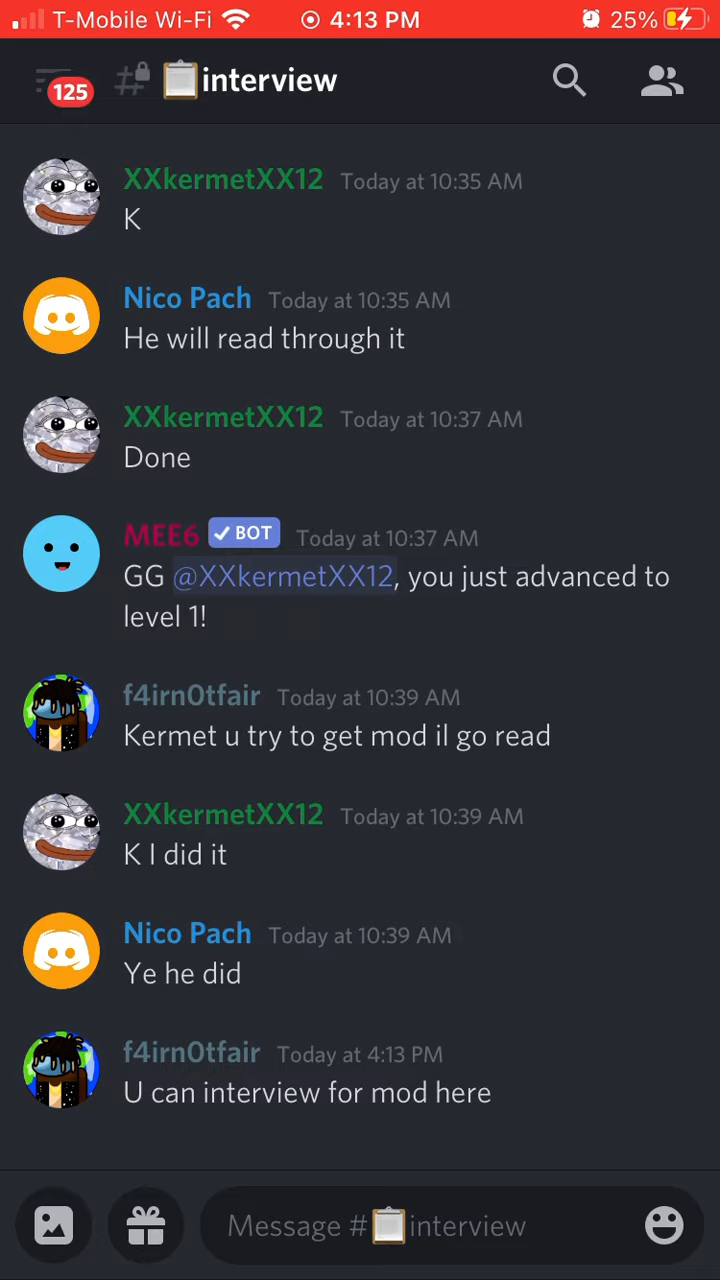 T-Mobile Wi-Fi 4:13 PM 25%
125 # 📋interview
XXkermetXX12 Today at 10:35 AM
K
Nico Pach Today at 10:35 AM
He will read through it
XXkermetXX12 Today at 10:37 AM
Done
MEE6 ✓ BOT Today at 10:37 AM
GG @XXkermetXX12, you just advanced to
level 1!
f4irn0tfair Today at 10:39 AM
Kermet u try to get mod il go read
XXkermetXX12 Today at 10:39 AM
K I did it
Nico Pach Today at 10:39 AM
Ye he did
f4irn0tfair Today at 4:13 PM
U can interview for mod here
Message #📋interview